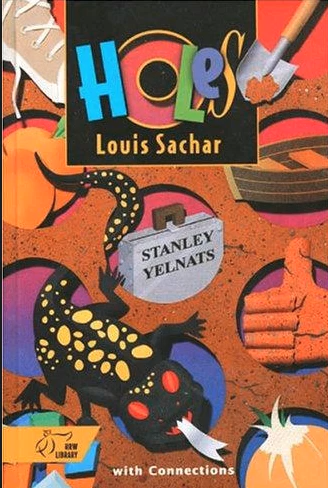 HOLES
Louis Sachar
STANLEY
YELNATS
HRW
LIBRARY
with Connections